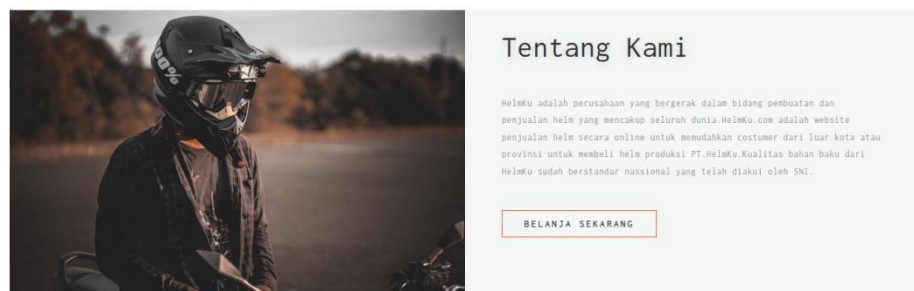 100%
Tentang Kami
HelmKu adalah perusahaan yang bergerak dalam bidang pembuatan dan
penjualan helm yang mencakup seluruh dunia.HelmKu.com adalah website
penjualan helm secara online untuk memudahkan costumer dari luar kota atau
provinsi untuk membeli helm produksi PT.HelmKu.Kualitas bahan baku dari
HelmKu sudah berstandar nassional yang telah diakui oleh SNI.
BELANJA SEKARANG